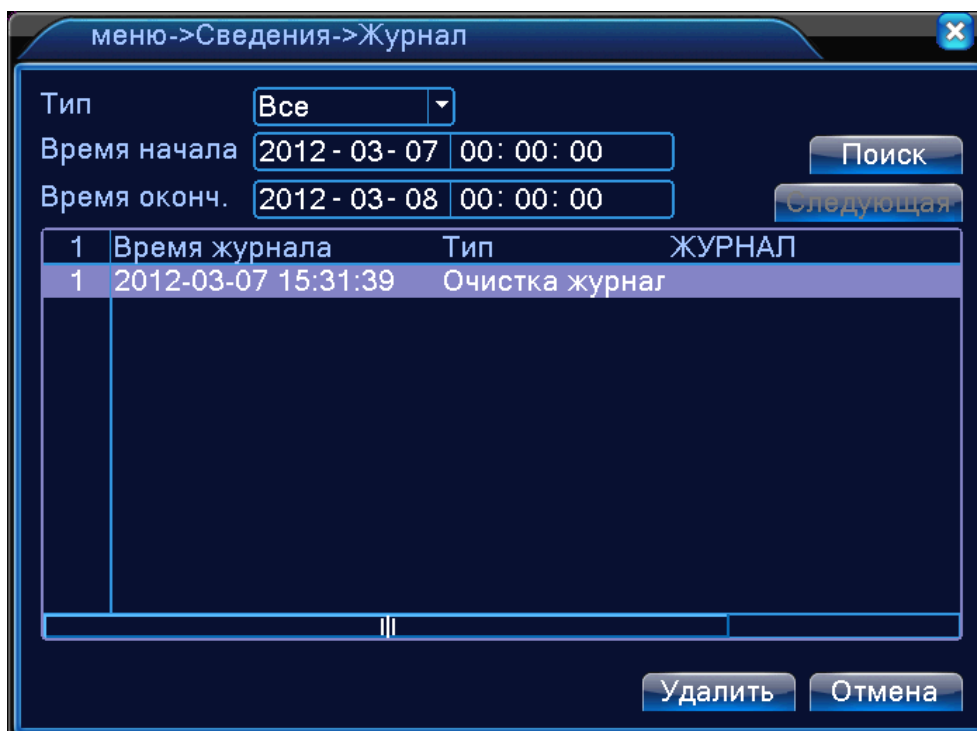 меню->Сведения->Журнал
Тип Все
Время начала 2012 - 03 - 07 00: 00: 00 Поиск
Время оконч. 2012 - 03 - 08 00: 00: 00 Следующая
1 Время журнала Тип ЖУРНАЛ
1 2012-03-07 15:31:39 Очистка журнал
Удалить Отмена